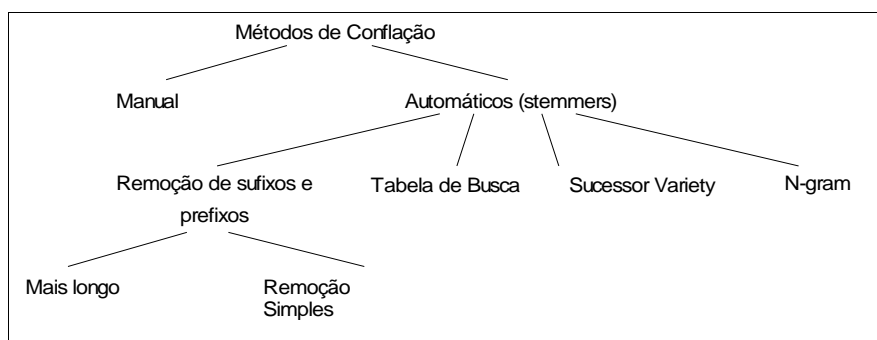 Métodos de Conflação
Manual
Automáticos (stemmers)
Remoção de sufixos e
prefixos
Tabela de Busca
Sucessor Variety
N-gram
Mais longo
Remoção
Simples